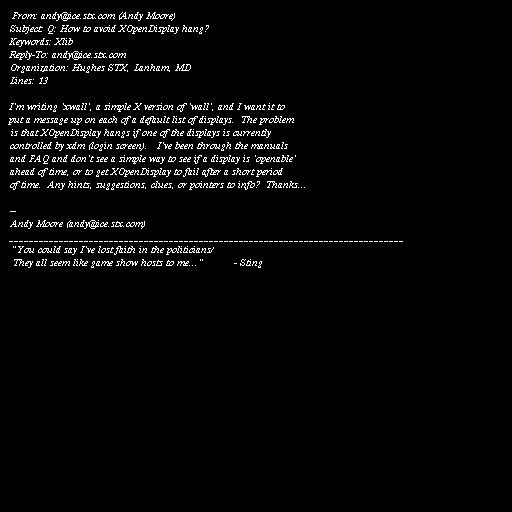 From: andy@ice.stx.com (Andy Moore)
Subject: Q: How to avoid XOpenDisplay hang?
Keywords: Xlib
Reply-To: andy@ice.stx.com
Organization: Hughes STX, Lanham, MD
Lines: 13

I'm writing 'xwall', a simple X version of 'wall', and I want it to
put a message up on each of a default list of displays.  The problem
is that XOpenDisplay hangs if one of the displays is currently
controlled by xdm (login screen).   I've been through the manuals
and FAQ and don't see a simple way to see if a display is 'openable'
ahead of time, or to get XOpenDisplay to fail after a short period
of time.  Any hints, suggestions, clues, or pointers to info?  Thanks...

--
Andy Moore (andy@ice.stx.com)
_______________________________________________________________________________
"You could say I've lost faith in the politicians/
They all seem like game show hosts to me..."          - Sting